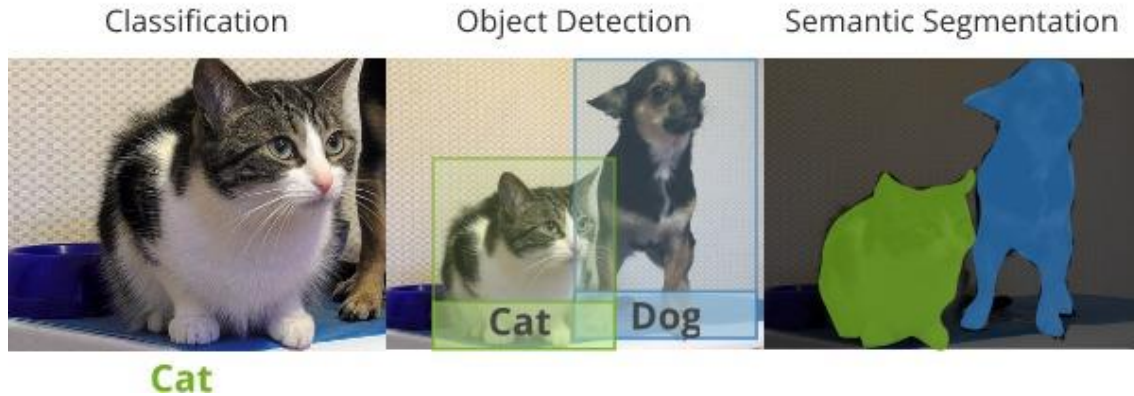 Classification
Object Detection
Semantic Segmentation
Cat
Dog
Cat